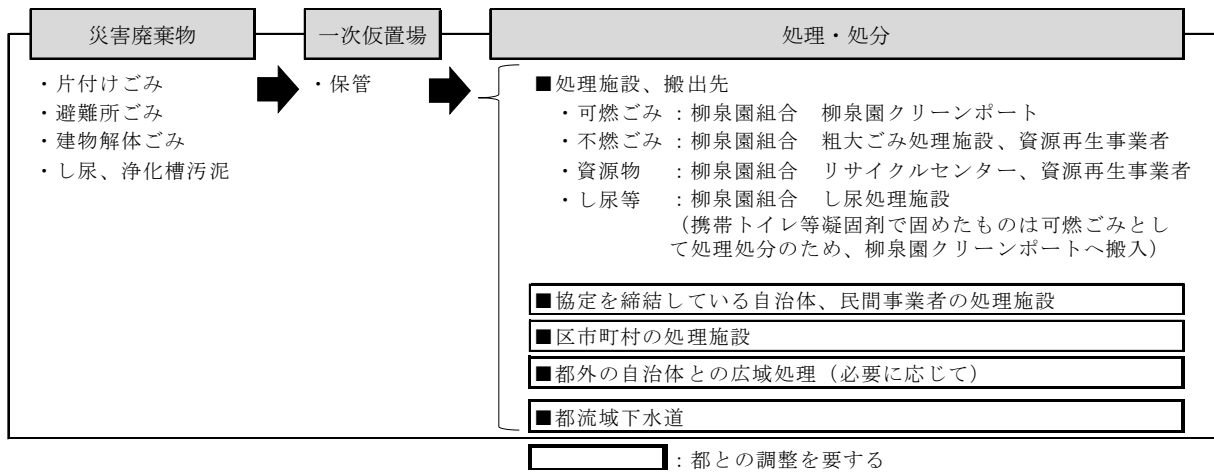 災害廃棄物
一次仮置場
処理・処分
・片付けごみ
・避難所ごみ
・建物解体ごみ
・し尿、浄化槽汚泥
・保管
■処理施設、搬出先
・可燃ごみ：柳泉園組合　柳泉園クリーンポート
・不燃ごみ：柳泉園組合　粗大ごみ処理施設、資源再生事業者
・資源物　：柳泉園組合　リサイクルセンター、資源再生事業者
・し尿等　：柳泉園組合　し尿処理施設
（携帯トイレ等凝固剤で固めたものは可燃ごみとし
て処理処分のため、柳泉園クリーンポートへ搬入）
■協定を締結している自治体、民間事業者の処理施設
■区市町村の処理施設
■都外の自治体との広域処理（必要に応じて）
■都流域下水道
：都との調整を要する